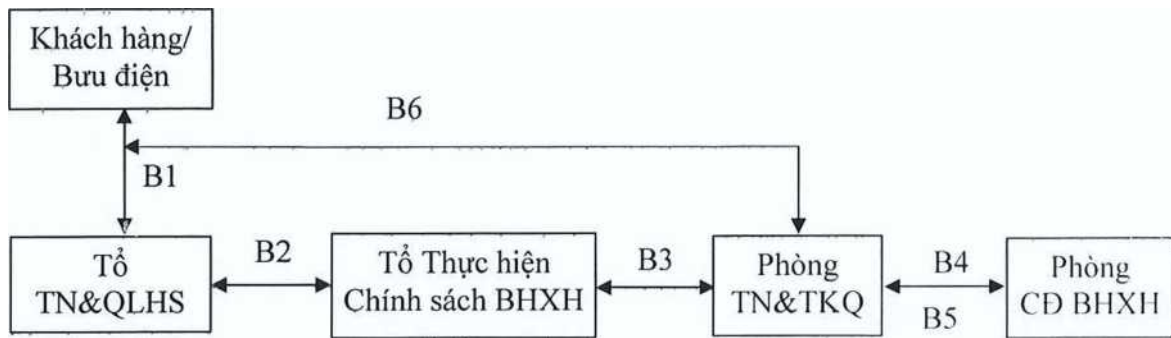 Khách hàng/
Bưu điện
B6
B1
Tổ
TN&QLHS
B2
Tổ Thực hiện
Chính sách BHXH
B3
Phòng
TN&TKQ
B4
B5
Phòng
CĐ BHXH